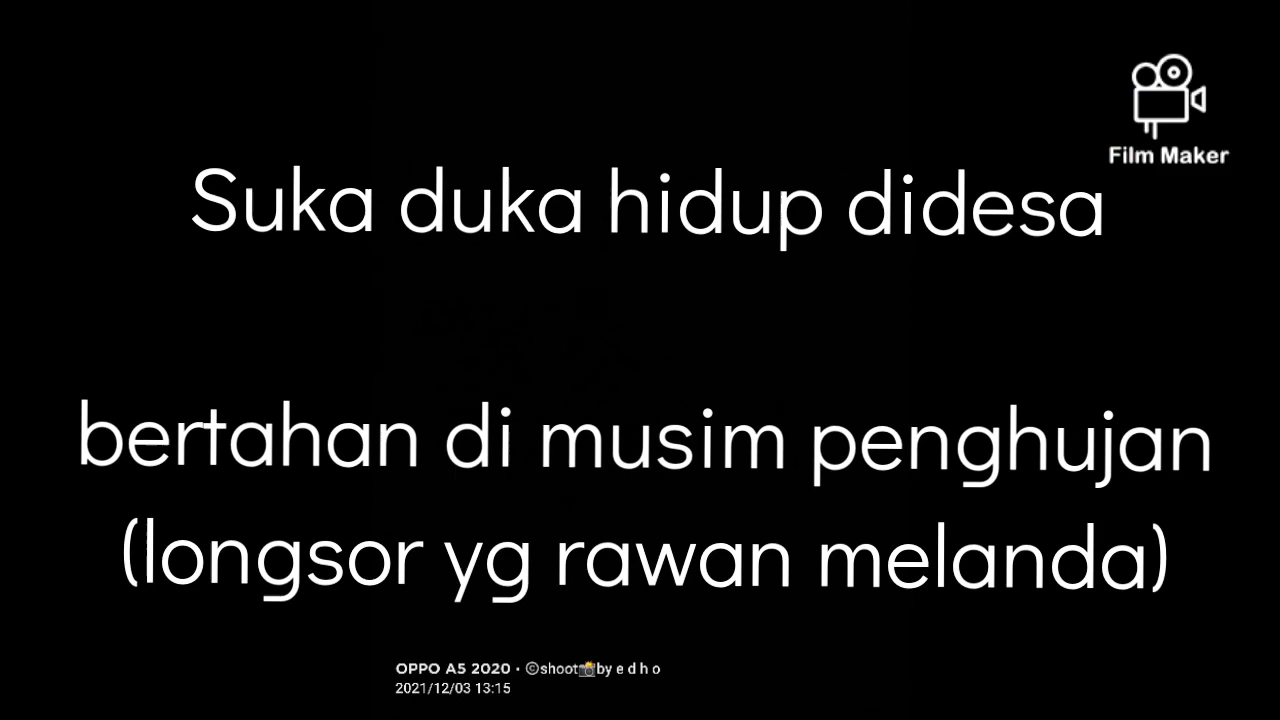 Film Maker
Suka duka hidup didesa
bertahan di musim penghujan
(longsor yg rawan melanda)
OPPO A5 2020 · ©shoot📸by e d h o
2021/12/03 13:15